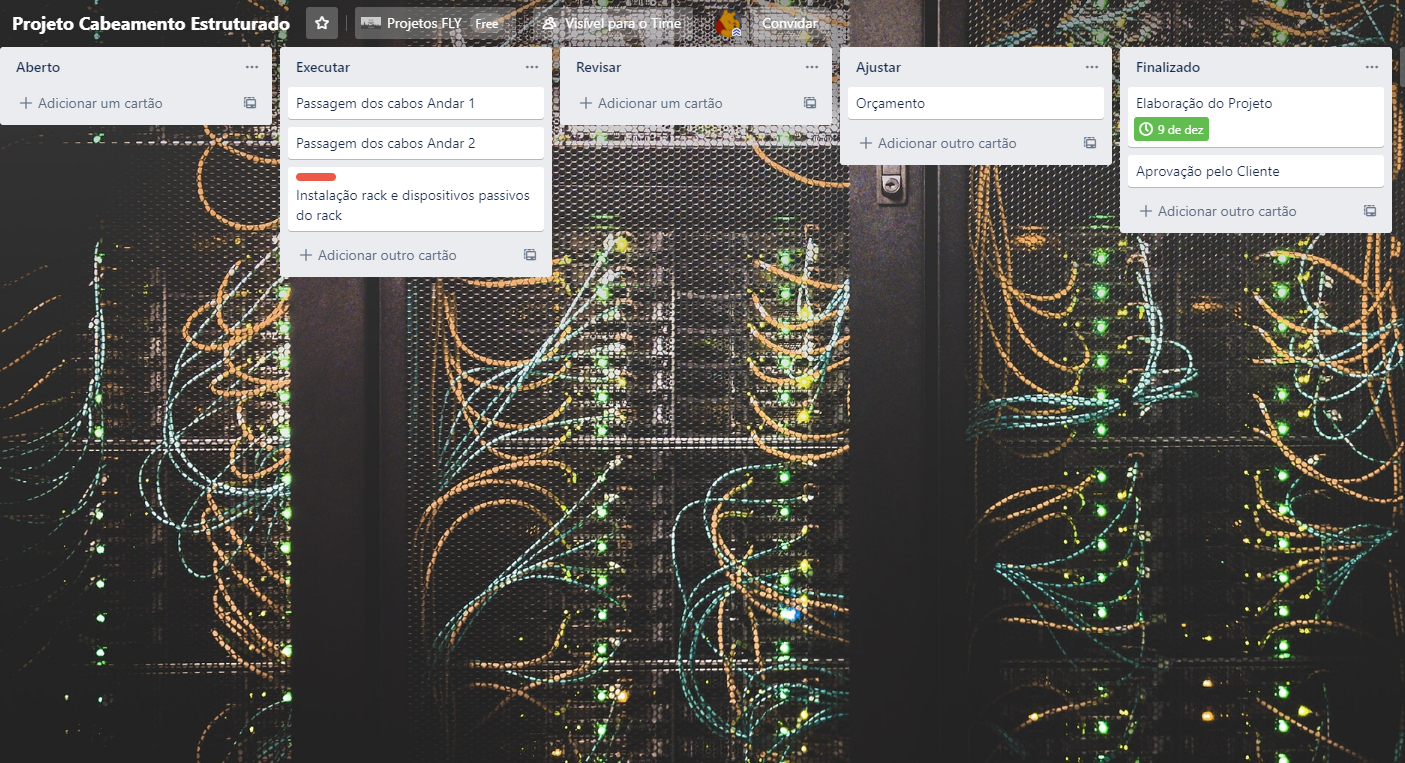 Projeto Cabeamento Estruturado
Projetos FLY Free
Visível para o Time
Convidar
Aberto
Adicionar um cartão
Executar
Passagem dos cabos Andar 1
Passagem dos cabos Andar 2
Instalação rack e dispositivos passivos
do rack
Adicionar outro cartão
Revisar
Adicionar um cartão
Ajustar
Orçamento
Adicionar outro cartão
Finalizado
Elaboração do Projeto
9 de dez
Aprovação pelo Cliente
Adicionar outro cartão